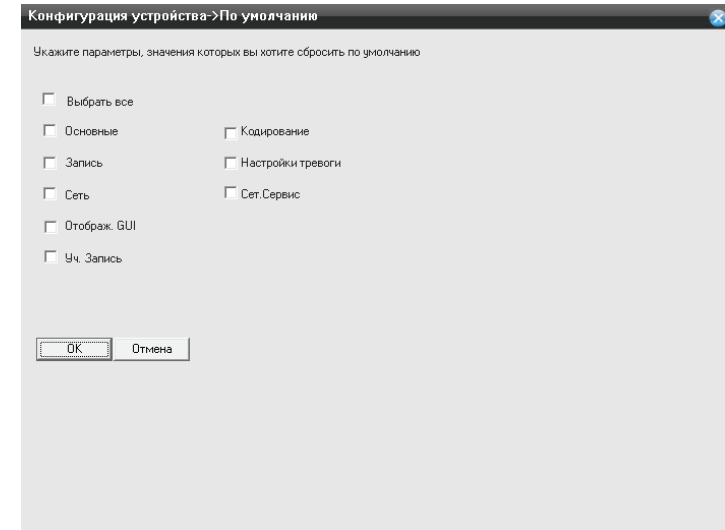 Конфигурация устройства->По умолчанию
Укажите параметры, значения которых вы хотите сбросить по умолчанию
Выбрать все
Основные
Кодирование
Запись
Настройки тревоги
Сеть
Сет.Сервис
Отображ. GUI
Уч. Запись
OK
Отмена